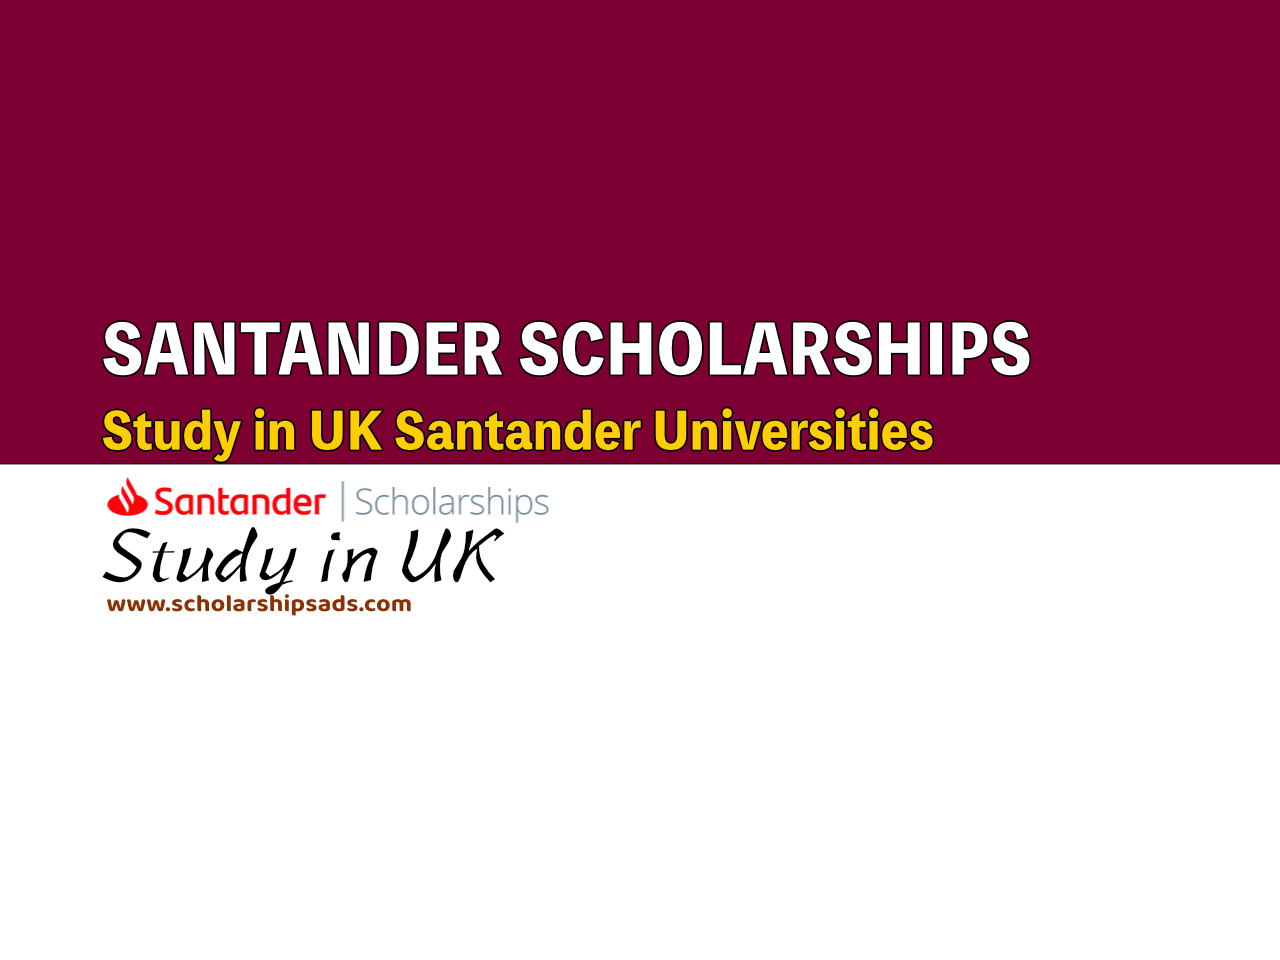 SANTANDER SCHOLARSHIPS
Study in UK Santander Universities
Santander | Scholarships
Study in UK
www.scholarshipsads.com